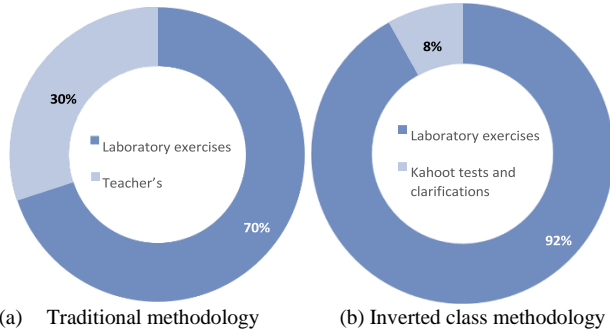 30%
Laboratory exercises
Teacher's
70%
8%
Laboratory exercises
Kahoot tests and
clarifications
92%
(a) Traditional methodology
(b) Inverted class methodology